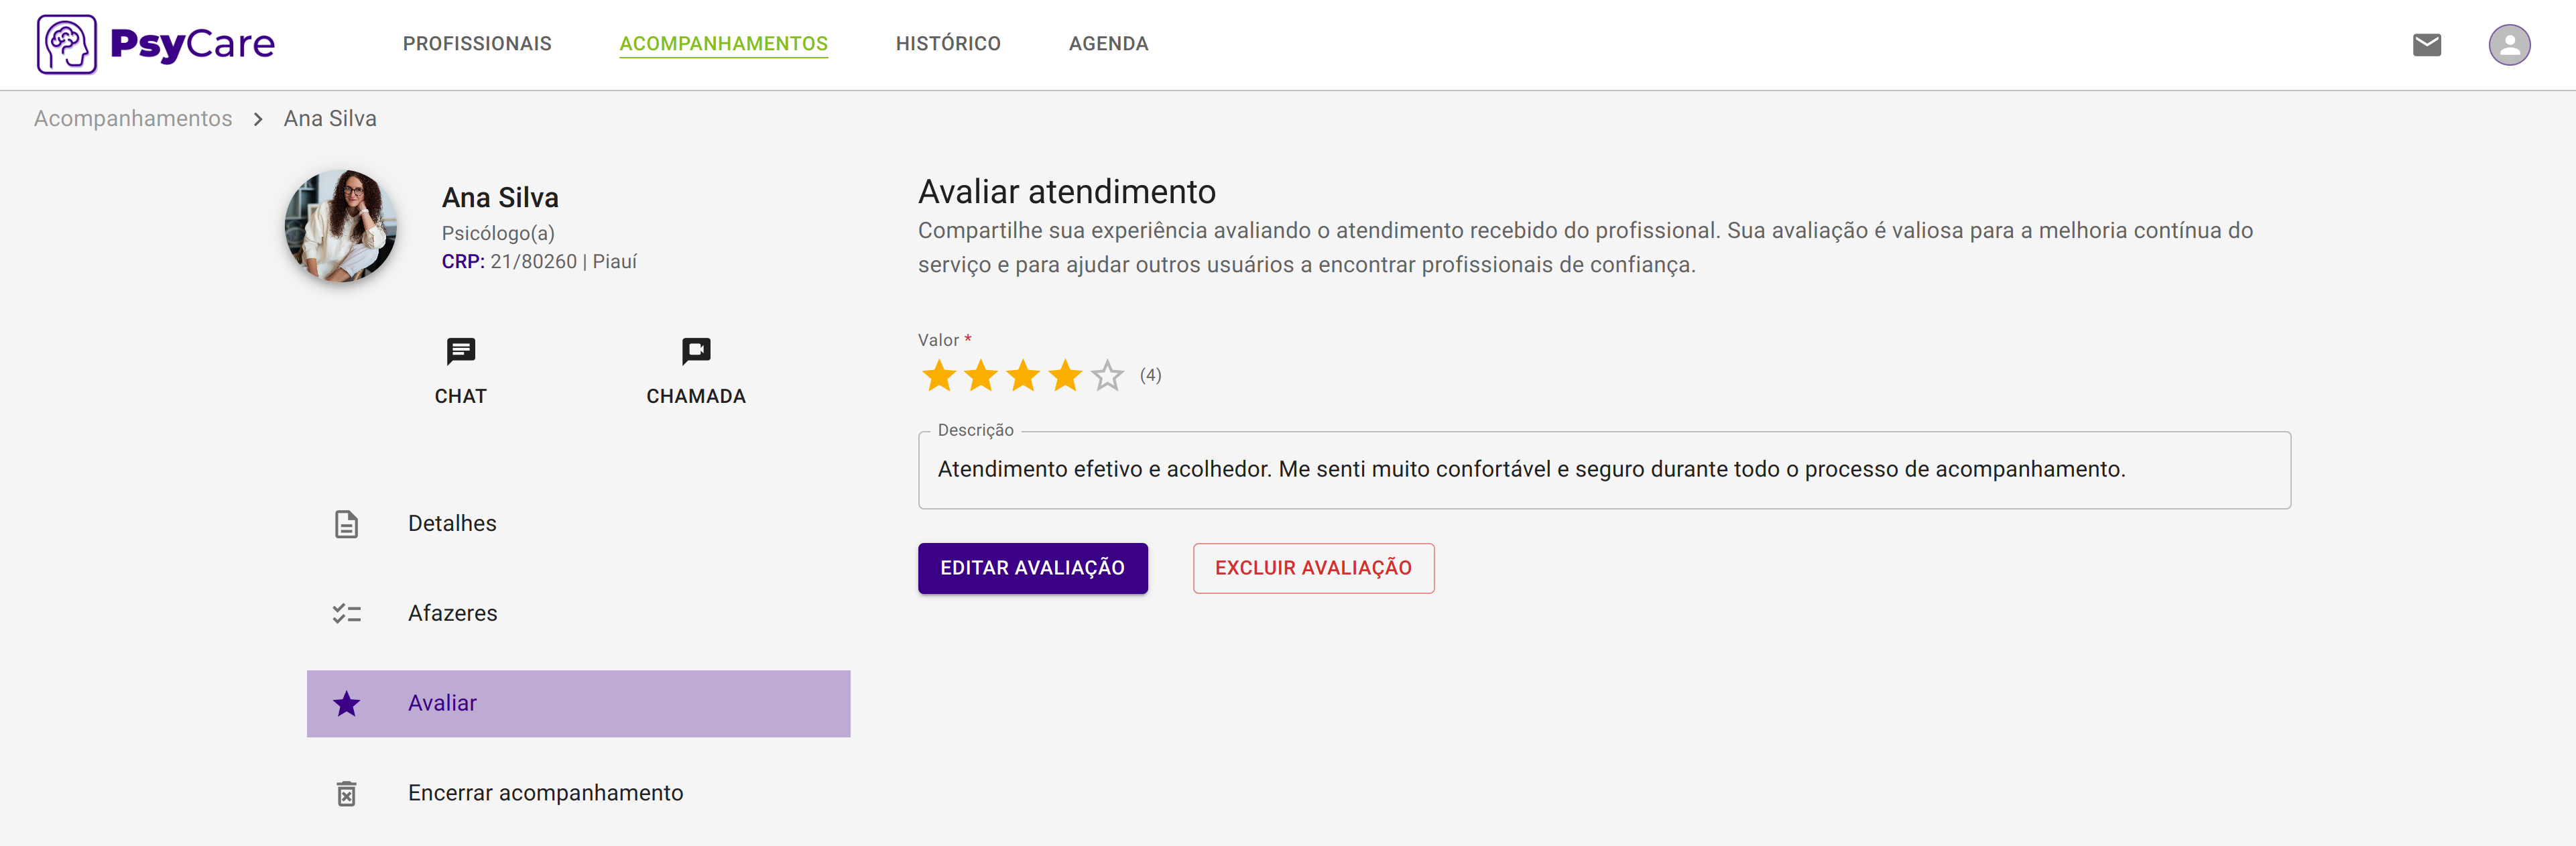 PsyCare
PROFISSIONAIS
ACOMPANHAMENTOS
HISTÓRICO
AGENDA
Acompanhamentos
Ana Silva
Ana Silva
Psicólogo(a)
CRP: 21/80260 | Piauí
CHAT
CHAMADA
Detalhes
Afazeres
Avaliar
Encerrar acompanhamento
Avaliar atendimento
Compartilhe sua experiência avaliando o atendimento recebido do profissional. Sua avaliação é valiosa para a melhoria contínua do
serviço e para ajudar outros usuários a encontrar profissionais de confiança.
Valor *
(4)
Descrição
Atendimento efetivo e acolhedor. Me senti muito confortável e seguro durante todo o processo de acompanhamento.
EDITAR AVALIAÇÃO
EXCLUIR AVALIAÇÃO